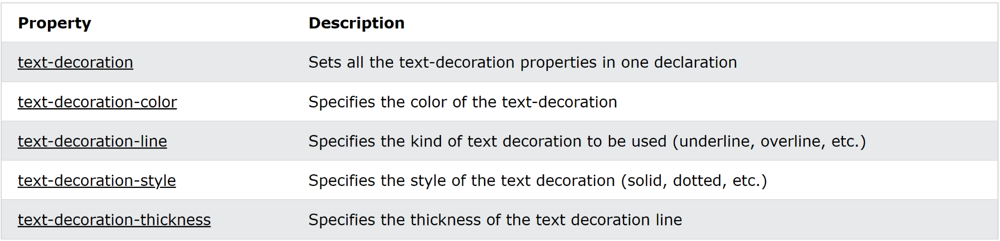 Property Description
text-decoration Sets all the text-decoration properties in one declaration
text-decoration-color Specifies the color of the text-decoration
text-decoration-line Specifies the kind of text decoration to be used (underline, overline, etc.)
text-decoration-style Specifies the style of the text decoration (solid, dotted, etc.)
text-decoration-thickness Specifies the thickness of the text decoration line